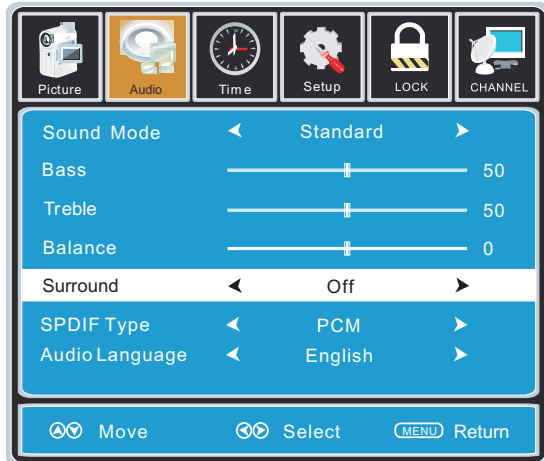 Picture Audio Time Setup LOCK CHANNEL
Sound Mode Standard
Bass 50
Treble 50
Balance 0
Surround Off
SPDIF Type PCM
Audio Language English
Move Select MENU Return